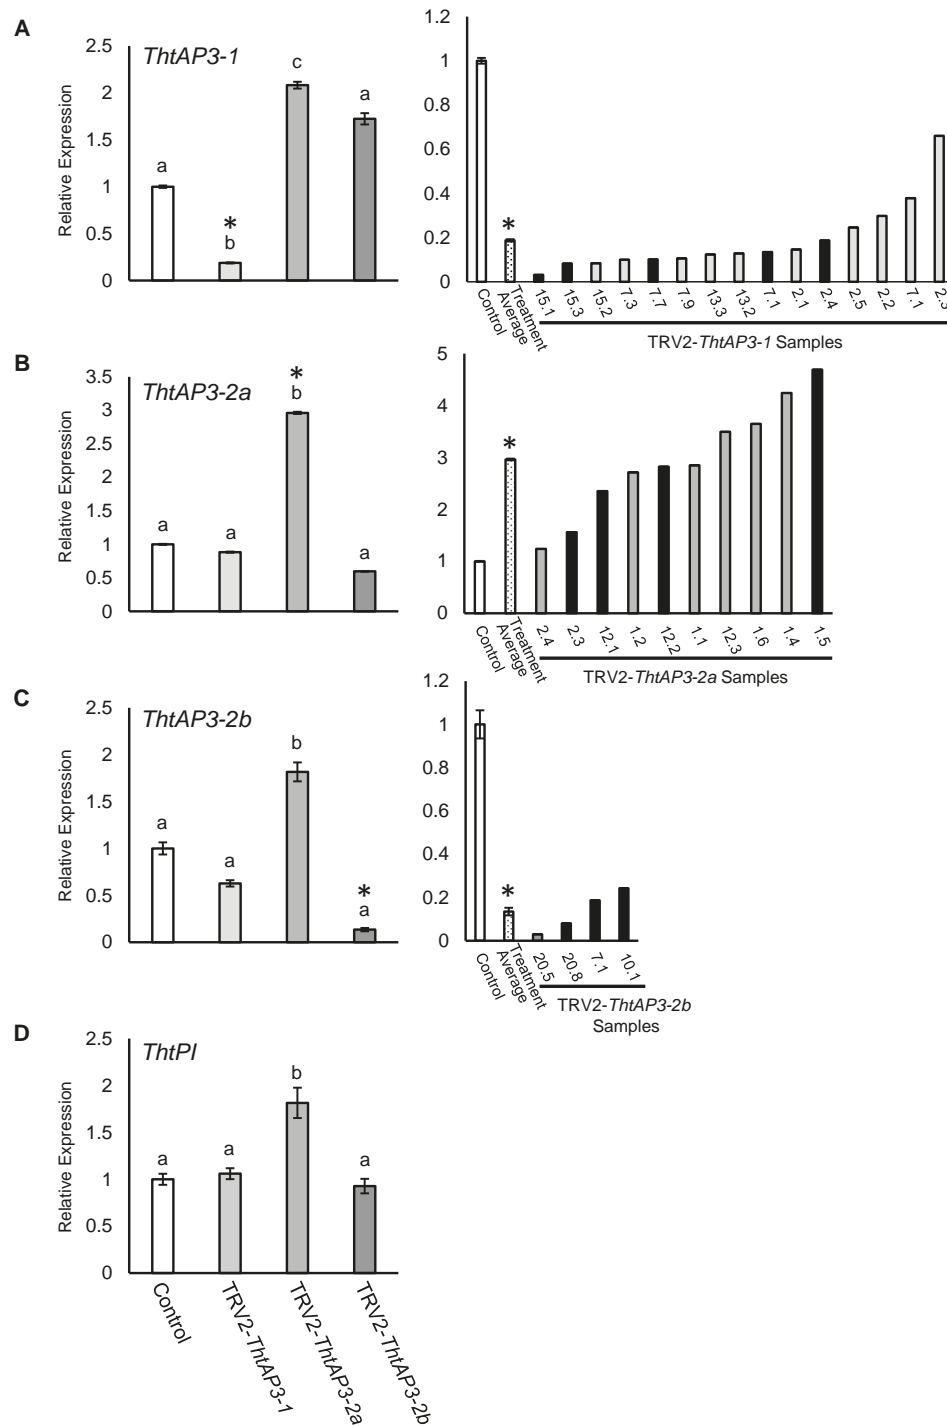 A
ThtAP3-1
Relative Expression
2.5
2
1.5
1
0.5
0
a
*
b
c
a
1.2
1
0.8
0.6
0.4
0.2
0
*
Control
Treatment
Average
15.1
15.3
15.2
7.3
7.7
7.9
13.3
13.2
7.1
2.1
2.4
2.5
2.2
7.1
2.3
TRV2-ThtAP3-1 Samples
B
ThtAP3-2a
Relative Expression
3.5
3
2.5
2
1.5
1
0.5
0
a
a
*
b
a
5
4
3
2
1
0
*
Control
Treatment
Average
2.4
2.3
12.1
1.2
12.2
1.1
12.3
1.6
1.4
1.5
TRV2-ThtAP3-2a Samples
C
ThtAP3-2b
Relative Expression
2.5
2
1.5
1
0.5
0
a
a
b
*
a
1.2
1
0.8
0.6
0.4
0.2
0
*
Control
Treatment
Average
20.5
20.8
7.1
10.1
TRV2-ThtAP3-2b
Samples
D
ThtPI
Relative Expression
2.5
2
1.5
1
0.5
0
a
a
b
a
Control
TRV2-ThtAP3-1
TRV2-ThtAP3-2a
TRV2-ThtAP3-2b